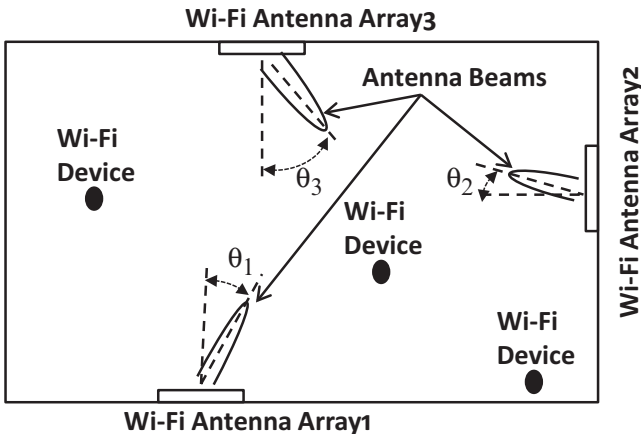 Wi-Fi Antenna Array3
Antenna Beams
Wi-Fi Antenna Array2
Wi-Fi
Device
θ3
θ2
Wi-Fi
Device
θ1
Wi-Fi
Device
Wi-Fi Antenna Array1